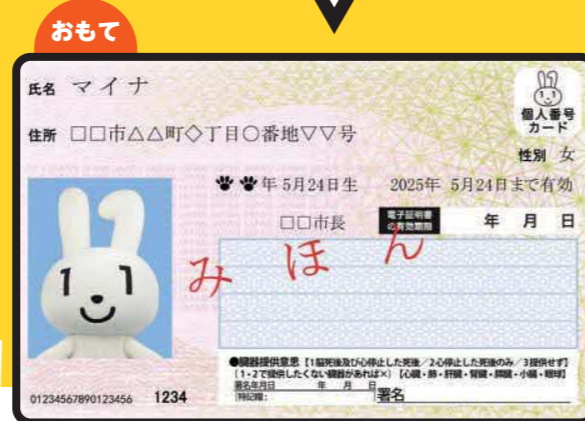 おもて
氏名 マイナ
個人番号
カード
住所 □□市△△町◇丁目〇番地▽▽号
性別 女
年 5月24日生 2025年 5月24日まで有効
□□市長 電子証明書の有効期限 年 月 日
みほん
1 1
●臓器提供意思【1脳死後及び心停止した死後／2心停止した死後のみ／3提供せず】
(1・2で提供したくない臓器があれば×)【心臓・肺・肝臓・腎臓・膵臓・小腸・眼球】
署名年月日 年 月 日
(特記欄: 署名
01234567890123456 1234